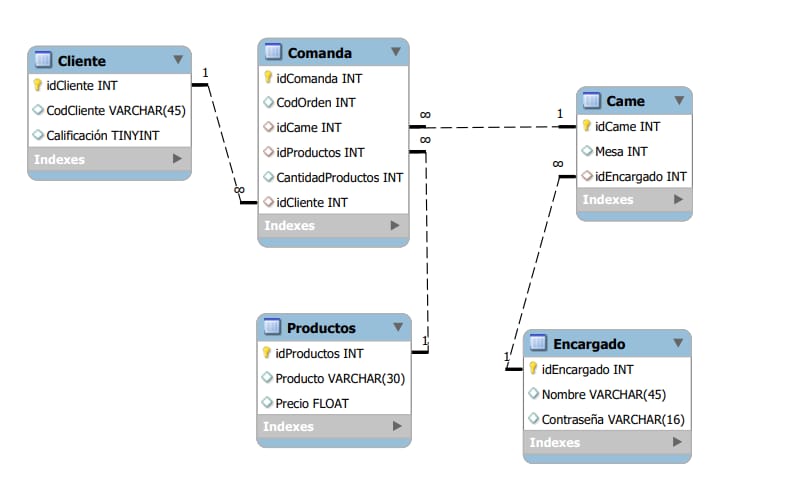 Cliente
idCliente INT
CodCliente VARCHAR(45)
Calificación TINYINT
Indexes
1
∞
Comanda
idComanda INT
CodOrden INT
idCame INT
idProductos INT
CantidadProductos INT
idCliente INT
Indexes
∞
1
∞
1
Came
idCame INT
Mesa INT
idEncargado INT
Indexes
∞
1
Productos
idProductos INT
Producto VARCHAR(30)
Precio FLOAT
Indexes
Encargado
idEncargado INT
Nombre VARCHAR(45)
Contraseña VARCHAR(16)
Indexes